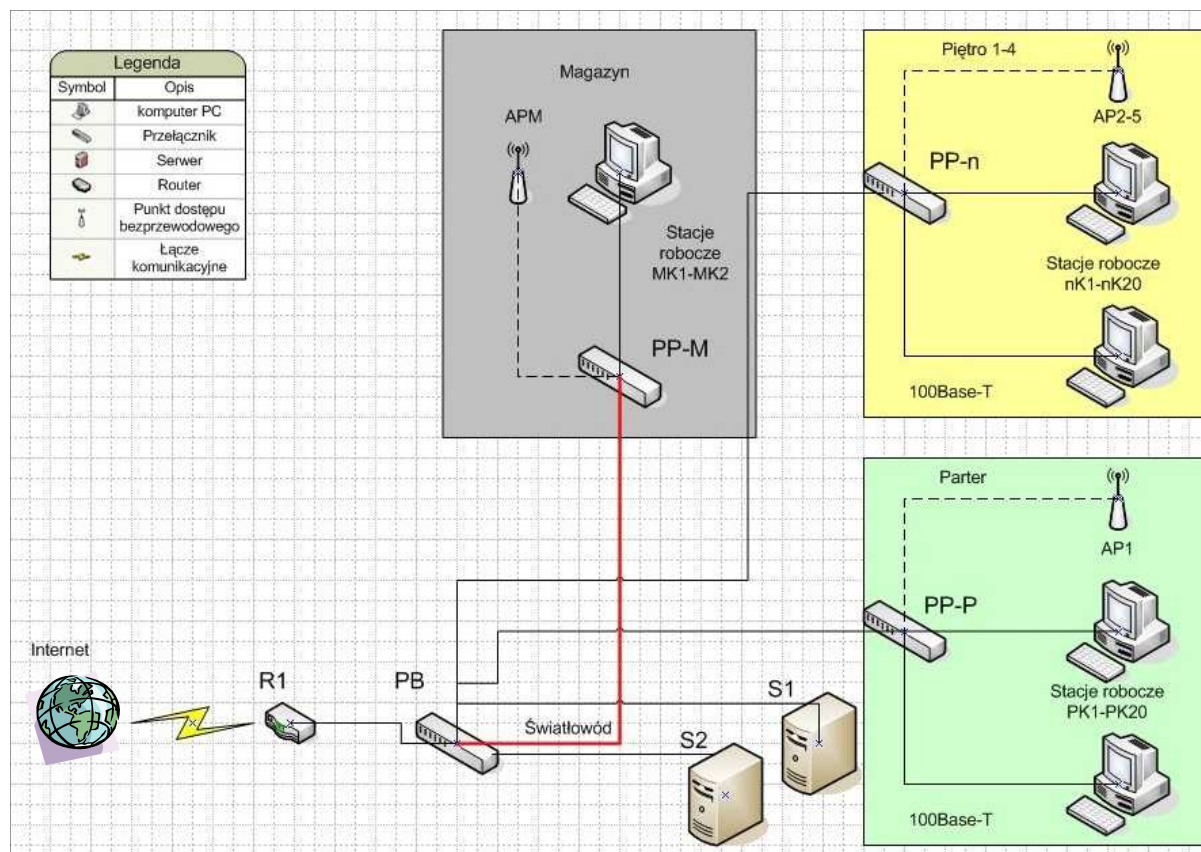 Legenda
Symbol Opis
komputer PC
Przełącznik
Serwer
Router
Punkt dostępu
bezprzewodowego
Łącze
komunikacyjne
Magazyn
APM
Stacje
robocze
MK1-MK2
PP-M
Piętro 1-4
AP2-5
PP-n
Stacje robocze
nK1-nK20
100Base-T
Parter
AP1
PP-P
Stacje robocze
PK1-PK20
100Base-T
Internet
R1
PB
Światłowód
S1
S2